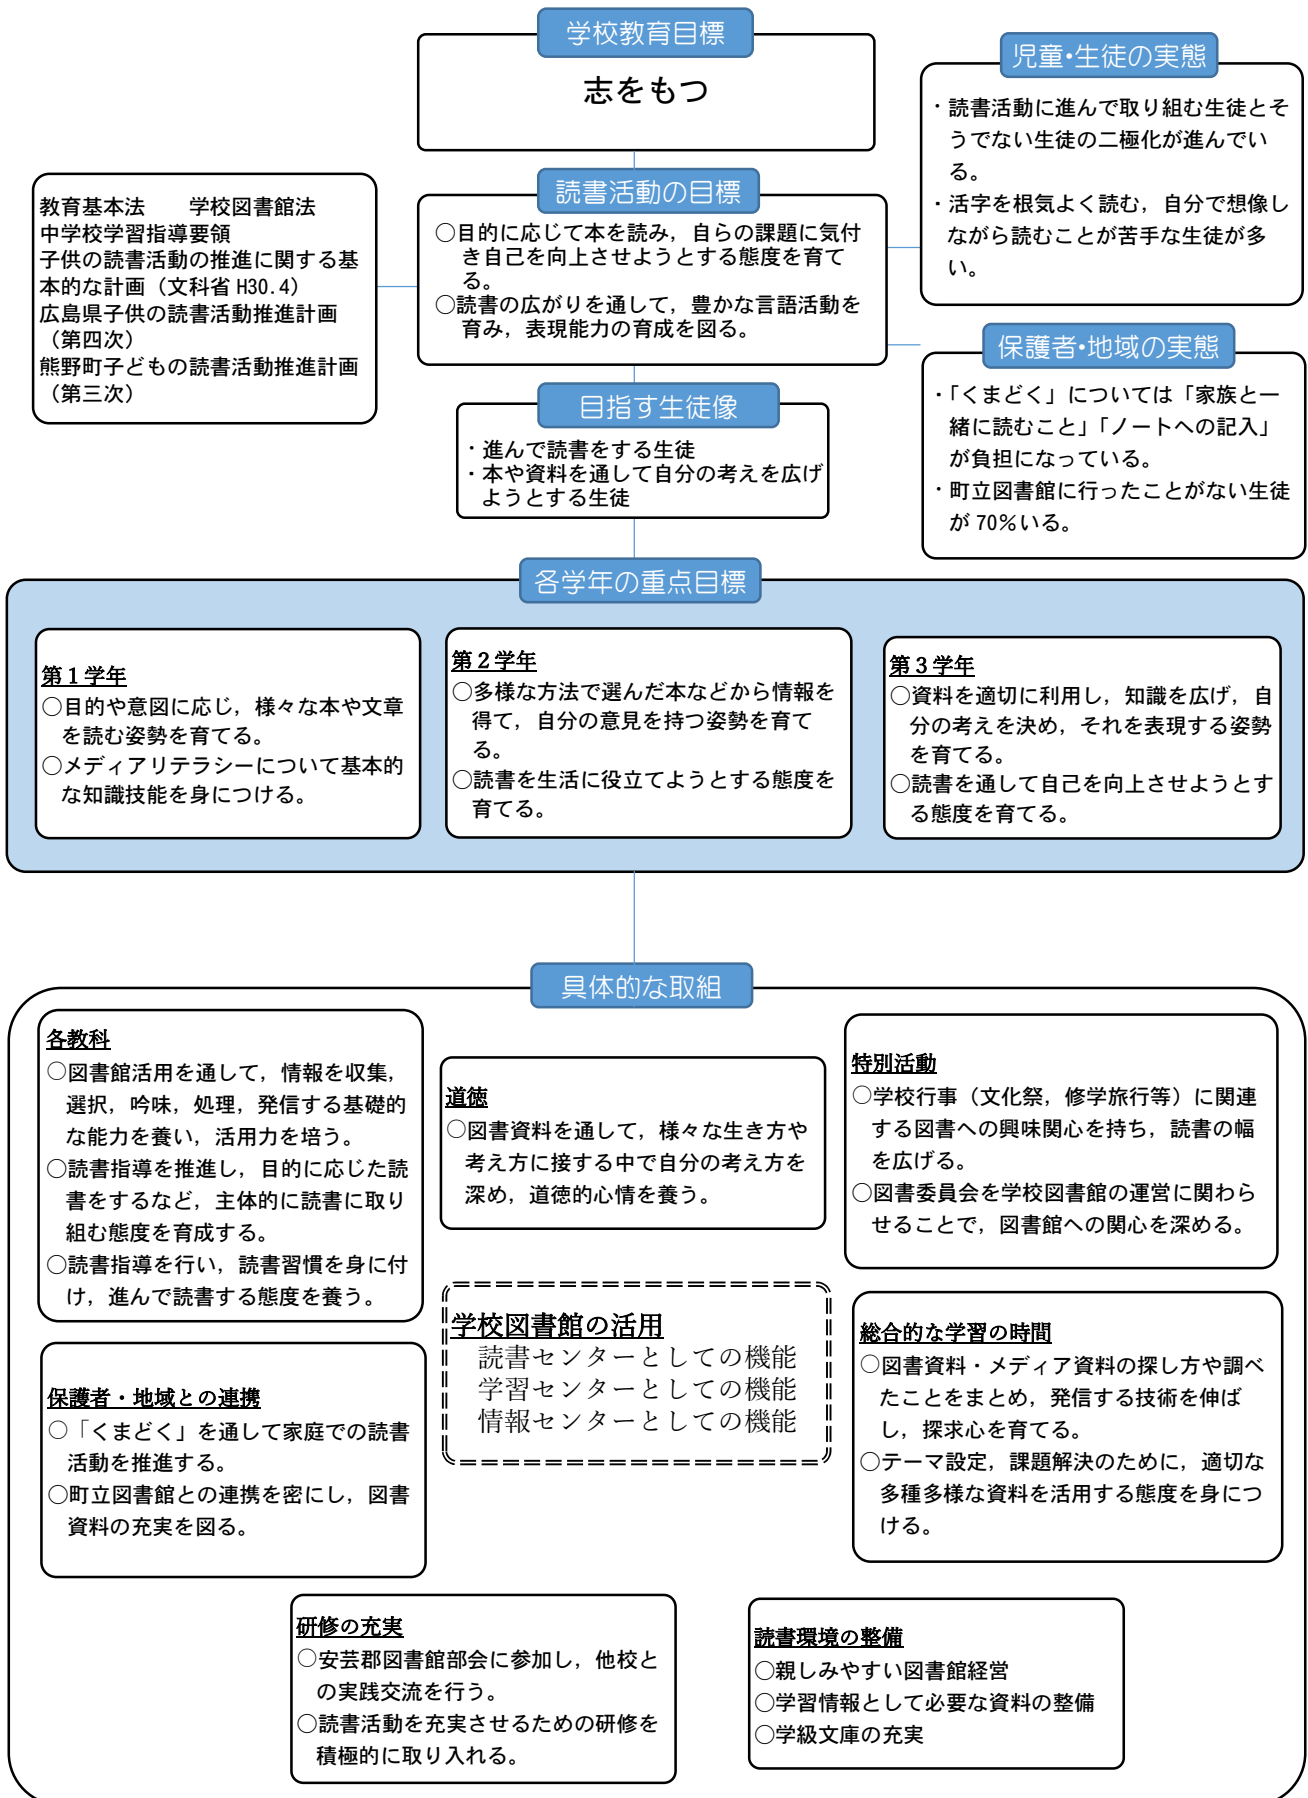 学校教育目標
志をもつ
児童・生徒の実態
・読書活動に進んで取り組む生徒とそ
うでない生徒の二極化が進んでい
る。
・活字を根気よく読む，自分で想像し
ながら読むことが苦手な生徒が多
い。
教育基本法　　学校図書館法
中学校学習指導要領
子供の読書活動の推進に関する基
本的な計画（文科省 H30.4）
広島県子供の読書活動推進計画
（第四次）
熊野町子どもの読書活動推進計画
（第三次）
読書活動の目標
○目的に応じて本を読み，自らの課題に気付
き自己を向上させようとする態度を育て
る。
○読書の広がりを通して，豊かな言語活動を
育み，表現能力の育成を図る。
保護者・地域の実態
・「くまどく」については「家族と一
緒に読むこと」「ノートへの記入」
が負担になっている。
・町立図書館に行ったことがない生徒
が 70％いる。
目指す生徒像
・進んで読書をする生徒
・本や資料を通して自分の考えを広げ
ようとする生徒
各学年の重点目標
第１学年
○目的や意図に応じ，様々な本や文章
を読む姿勢を育てる。
○メディアリテラシーについて基本的
な知識技能を身につける。
第２学年
○多様な方法で選んだ本などから情報を
得て，自分の意見を持つ姿勢を育て
る。
○読書を生活に役立てようとする態度を
育てる。
第３学年
○資料を適切に利用し，知識を広げ，自
分の考えを決め，それを表現する姿勢
を育てる。
○読書を通して自己を向上させようとす
る態度を育てる。
具体的な取組
各教科
○図書館活用を通して，情報を収集，
選択，吟味，処理，発信する基礎的
な能力を養い，活用力を培う。
○読書指導を推進し，目的に応じた読
書をするなど，主体的に読書に取り
組む態度を育成する。
○読書指導を行い，読書習慣を身に付
け，進んで読書する態度を養う。
道徳
○図書資料を通して，様々な生き方や
考え方に接する中で自分の考え方を
深め，道徳的心情を養う。
特別活動
○学校行事（文化祭，修学旅行等）に関連
する図書への興味関心を持ち，読書の幅
を広げる。
○図書委員会を学校図書館の運営に関わら
せることで，図書館への関心を深める。
学校図書館の活用
読書センターとしての機能
学習センターとしての機能
情報センターとしての機能
保護者・地域との連携
○「くまどく」を通して家庭での読書
活動を推進する。
○町立図書館との連携を密にし，図書
資料の充実を図る。
総合的な学習の時間
○図書資料・メディア資料の探し方や調べ
たことをまとめ，発信する技術を伸ば
し，探求心を育てる。
○テーマ設定，課題解決のために，適切な
多種多様な資料を活用する態度を身につ
ける。
研修の充実
○安芸郡図書館部会に参加し，他校と
の実践交流を行う。
○読書活動を充実させるための研修を
積極的に取り入れる。
読書環境の整備
○親しみやすい図書館経営
○学習情報として必要な資料の整備
○学級文庫の充実